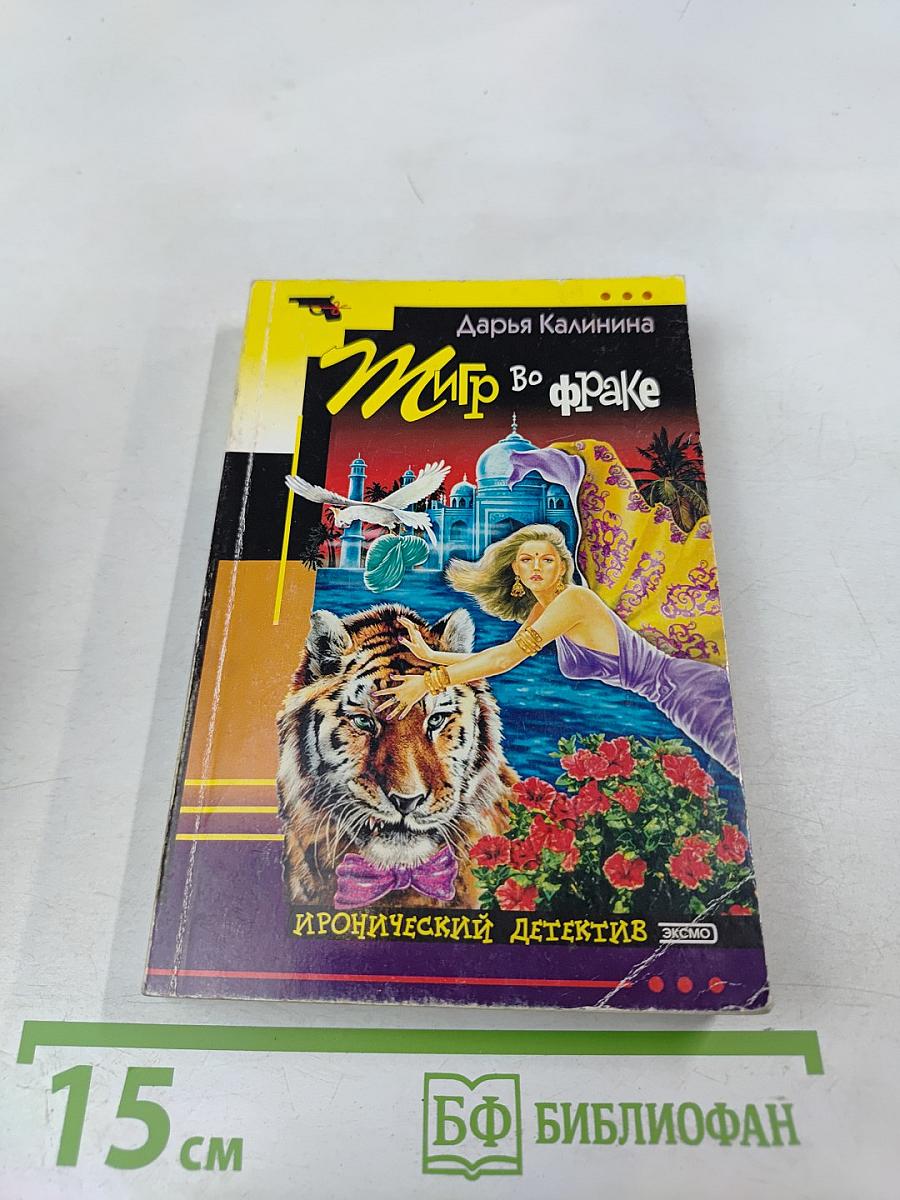 Дарья Калинина
Тигр во фраке
ИРОНИЧЕСКИЙ ДЕТЕКТИВ ЭКСМО
15 см
БФ БИБЛИОФАН